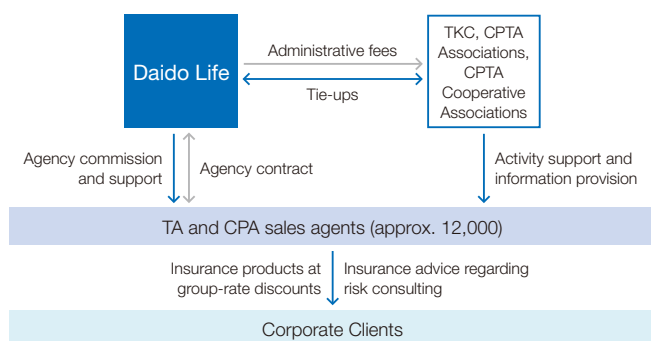 Daido Life
Administrative fees
Tie-ups
TKC, CPTA
Associations,
CPTA
Cooperative
Associations
Agency commission
and support
Agency contract
Activity support and
information provision
TA and CPA sales agents (approx. 12,000)
Insurance products at
group-rate discounts
Insurance advice regarding
risk consulting
Corporate Clients